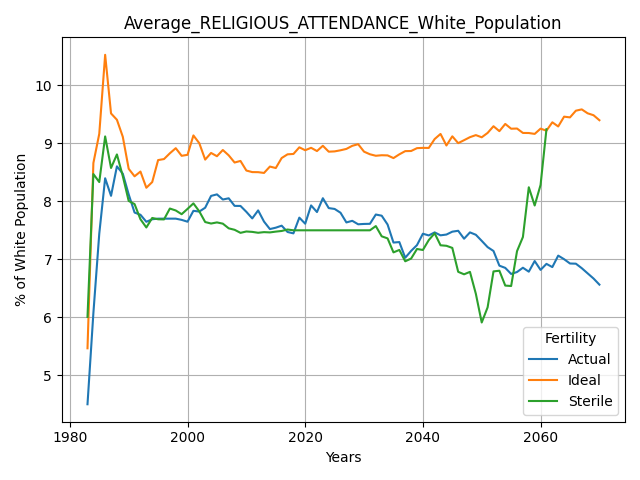 Average_RELIGIOUS_ATTENDANCE_White_Population
% of White Population
10
9
8
7
6
5
1980
2000
2020
2040
2060
Years
Fertility
Actual
Ideal
Sterile